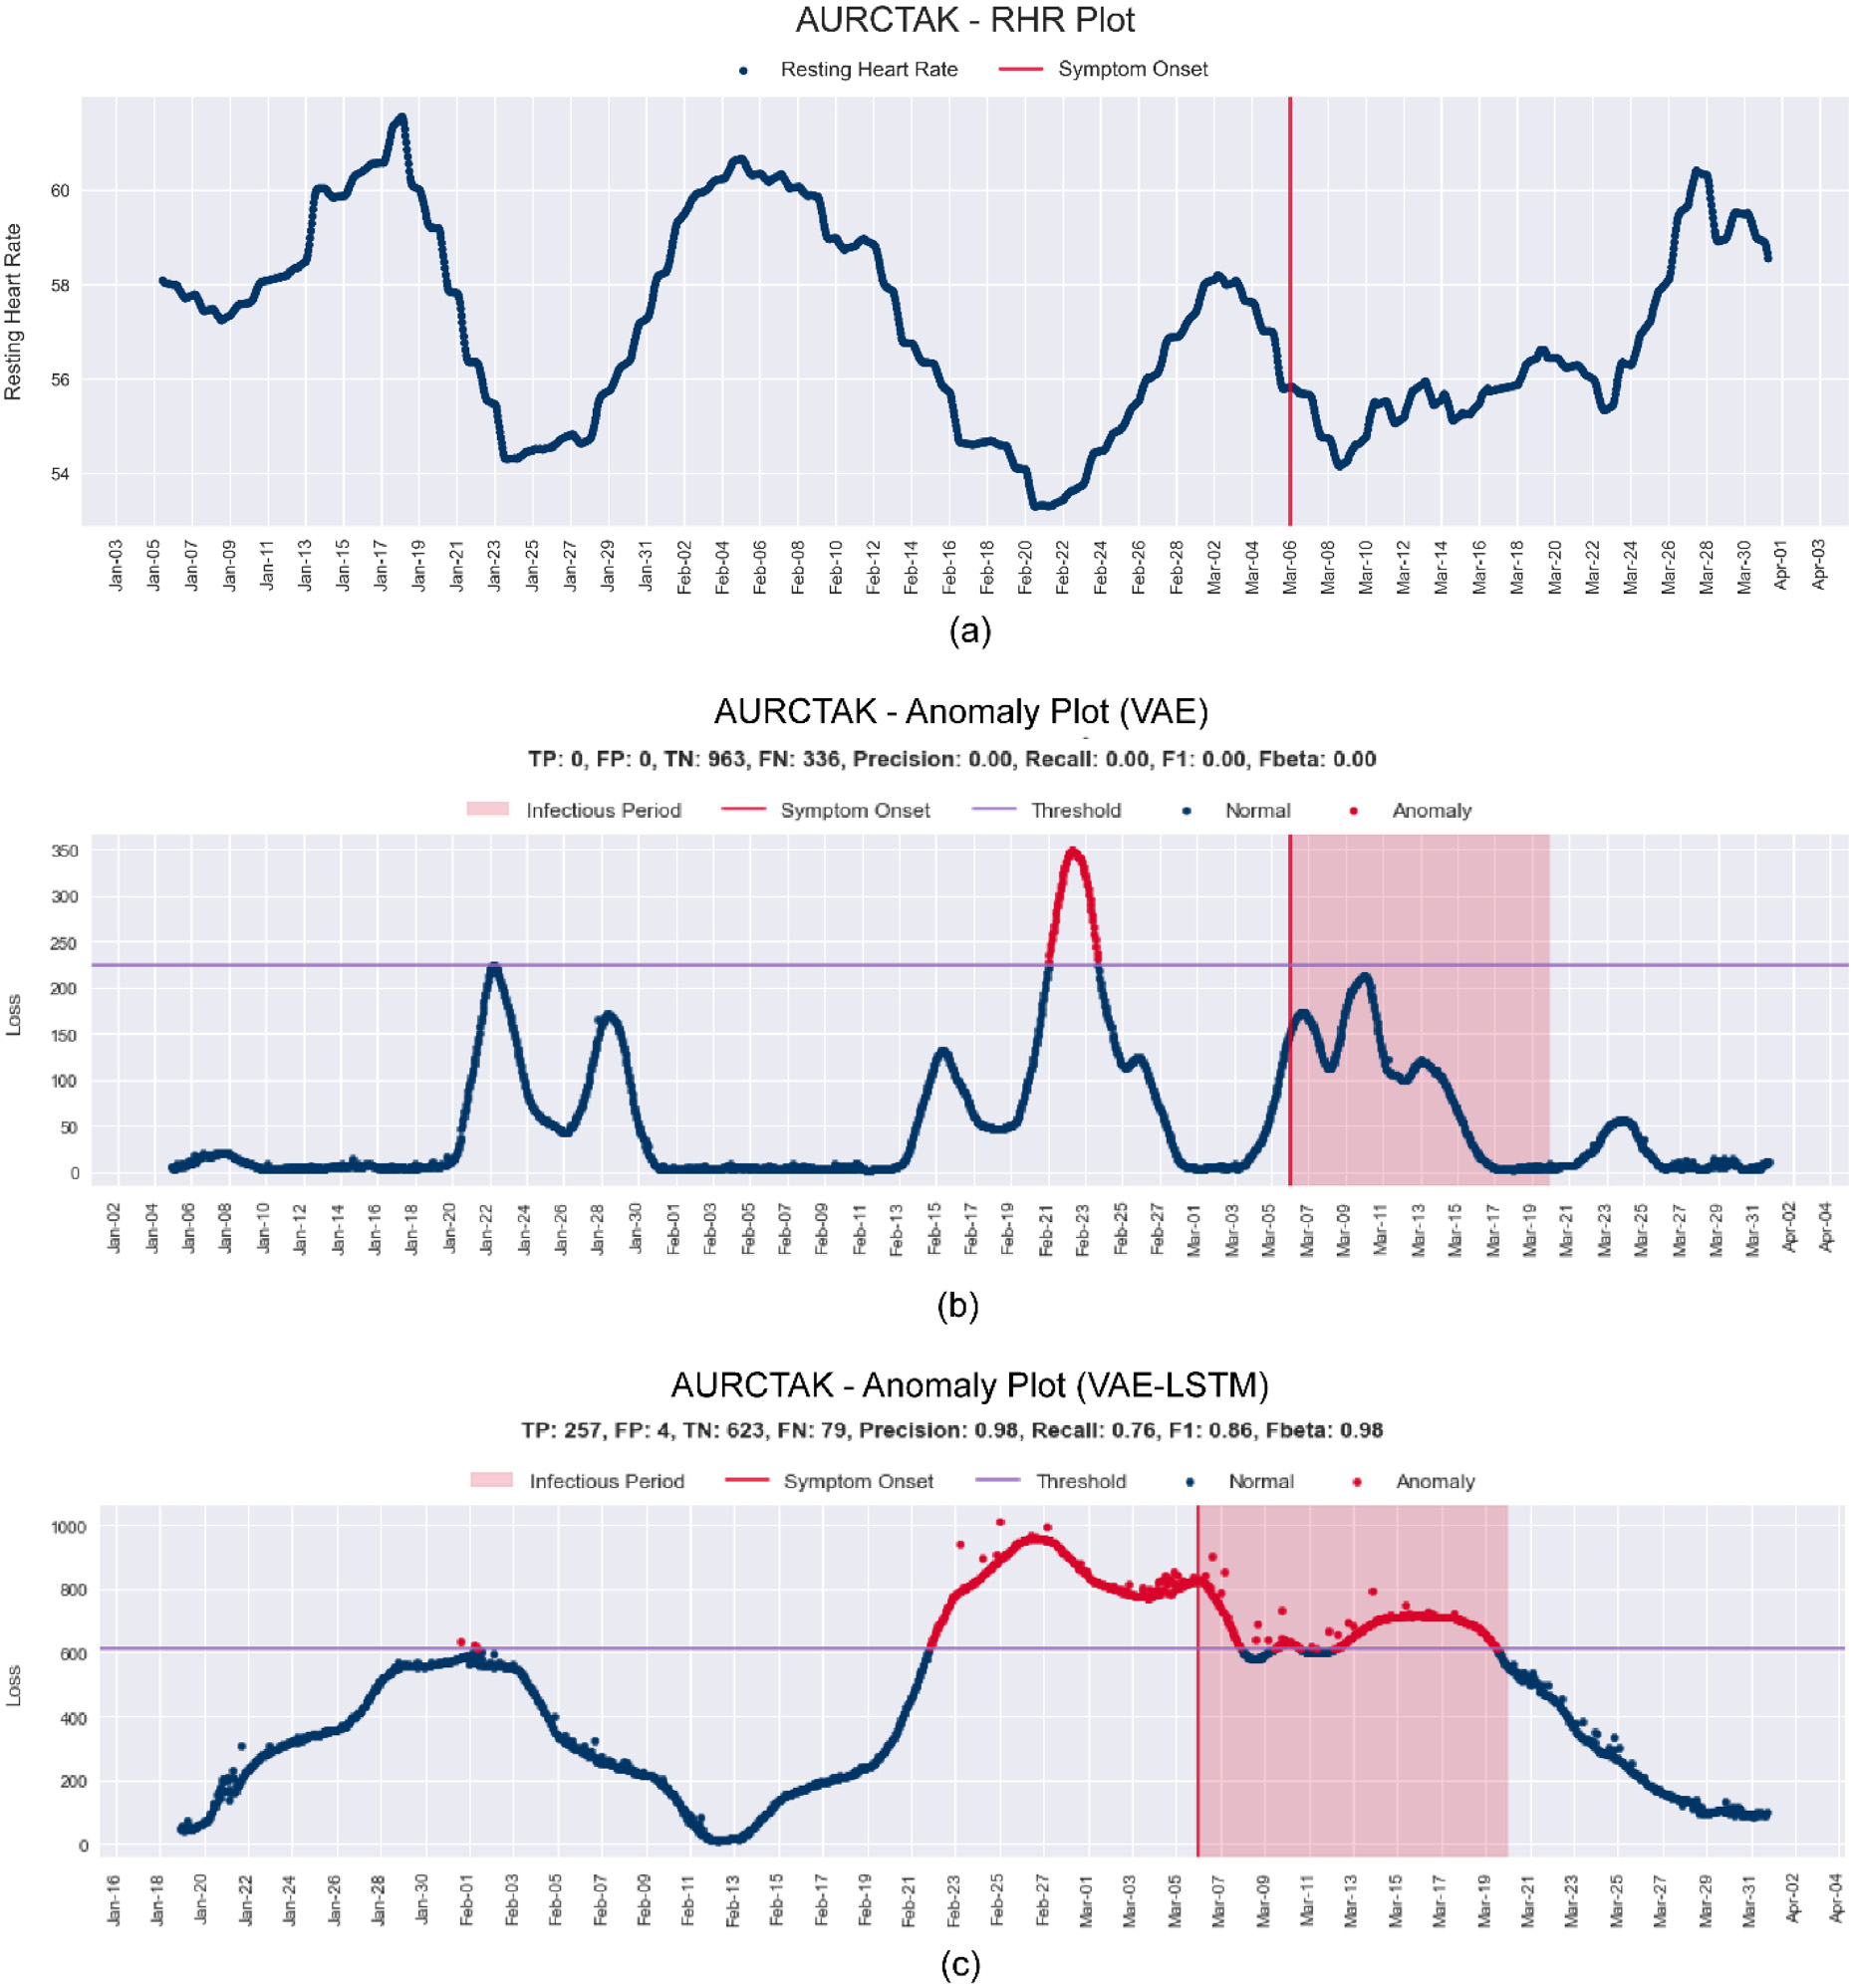 AURCTAK - RHR Plot
Resting Heart Rate Symptom Onset
Resting Heart Rate
60
58
56
54
Jan-03 Jan-05 Jan-07 Jan-09 Jan-11 Jan-13 Jan-15 Jan-17 Jan-19 Jan-21 Jan-23 Jan-25 Jan-27 Jan-29 Jan-31 Feb-02 Feb-04 Feb-06 Feb-08 Feb-10 Feb-12 Feb-14 Feb-16 Feb-18 Feb-20 Feb-22 Feb-24 Feb-26 Feb-28 Mar-02 Mar-04 Mar-06 Mar-08 Mar-10 Mar-12 Mar-14 Mar-16 Mar-18 Mar-20 Mar-22 Mar-24 Mar-26 Mar-28 Mar-30 Apr-01 Apr-03
(a)
AURCTAK - Anomaly Plot (VAE)
TP: 0, FP: 0, TN: 963, FN: 336, Precision: 0.00, Recall: 0.00, F1: 0.00, Fbeta: 0.00
Infectious Period Symptom Onset Threshold Normal Anomaly
Loss
350
300
250
200
150
100
50
0
Jan-02 Jan-04 Jan-06 Jan-08 Jan-10 Jan-12 Jan-14 Jan-16 Jan-18 Jan-20 Jan-22 Jan-24 Jan-26 Jan-28 Jan-30 Feb-01 Feb-03 Feb-05 Feb-07 Feb-09 Feb-11 Feb-13 Feb-15 Feb-17 Feb-19 Feb-21 Feb-23 Feb-25 Feb-27 Mar-01 Mar-03 Mar-05 Mar-07 Mar-09 Mar-11 Mar-13 Mar-15 Mar-17 Mar-19 Mar-21 Mar-23 Mar-25 Mar-27 Mar-29 Mar-31 Apr-02 Apr-04
(b)
AURCTAK - Anomaly Plot (VAE-LSTM)
TP: 257, FP: 4, TN: 623, FN: 79, Precision: 0.98, Recall: 0.76, F1: 0.86, Fbeta: 0.98
Infectious Period Symptom Onset Threshold Normal Anomaly
Loss
1000
800
600
400
200
0
Jan-16 Jan-18 Jan-20 Jan-22 Jan-24 Jan-26 Jan-28 Jan-30 Feb-01 Feb-03 Feb-05 Feb-07 Feb-09 Feb-11 Feb-13 Feb-15 Feb-17 Feb-19 Feb-21 Feb-23 Feb-25 Feb-27 Mar-01 Mar-03 Mar-05 Mar-07 Mar-09 Mar-11 Mar-13 Mar-15 Mar-17 Mar-19 Mar-21 Mar-23 Mar-25 Mar-27 Mar-29 Mar-31 Apr-02 Apr-04
(c)